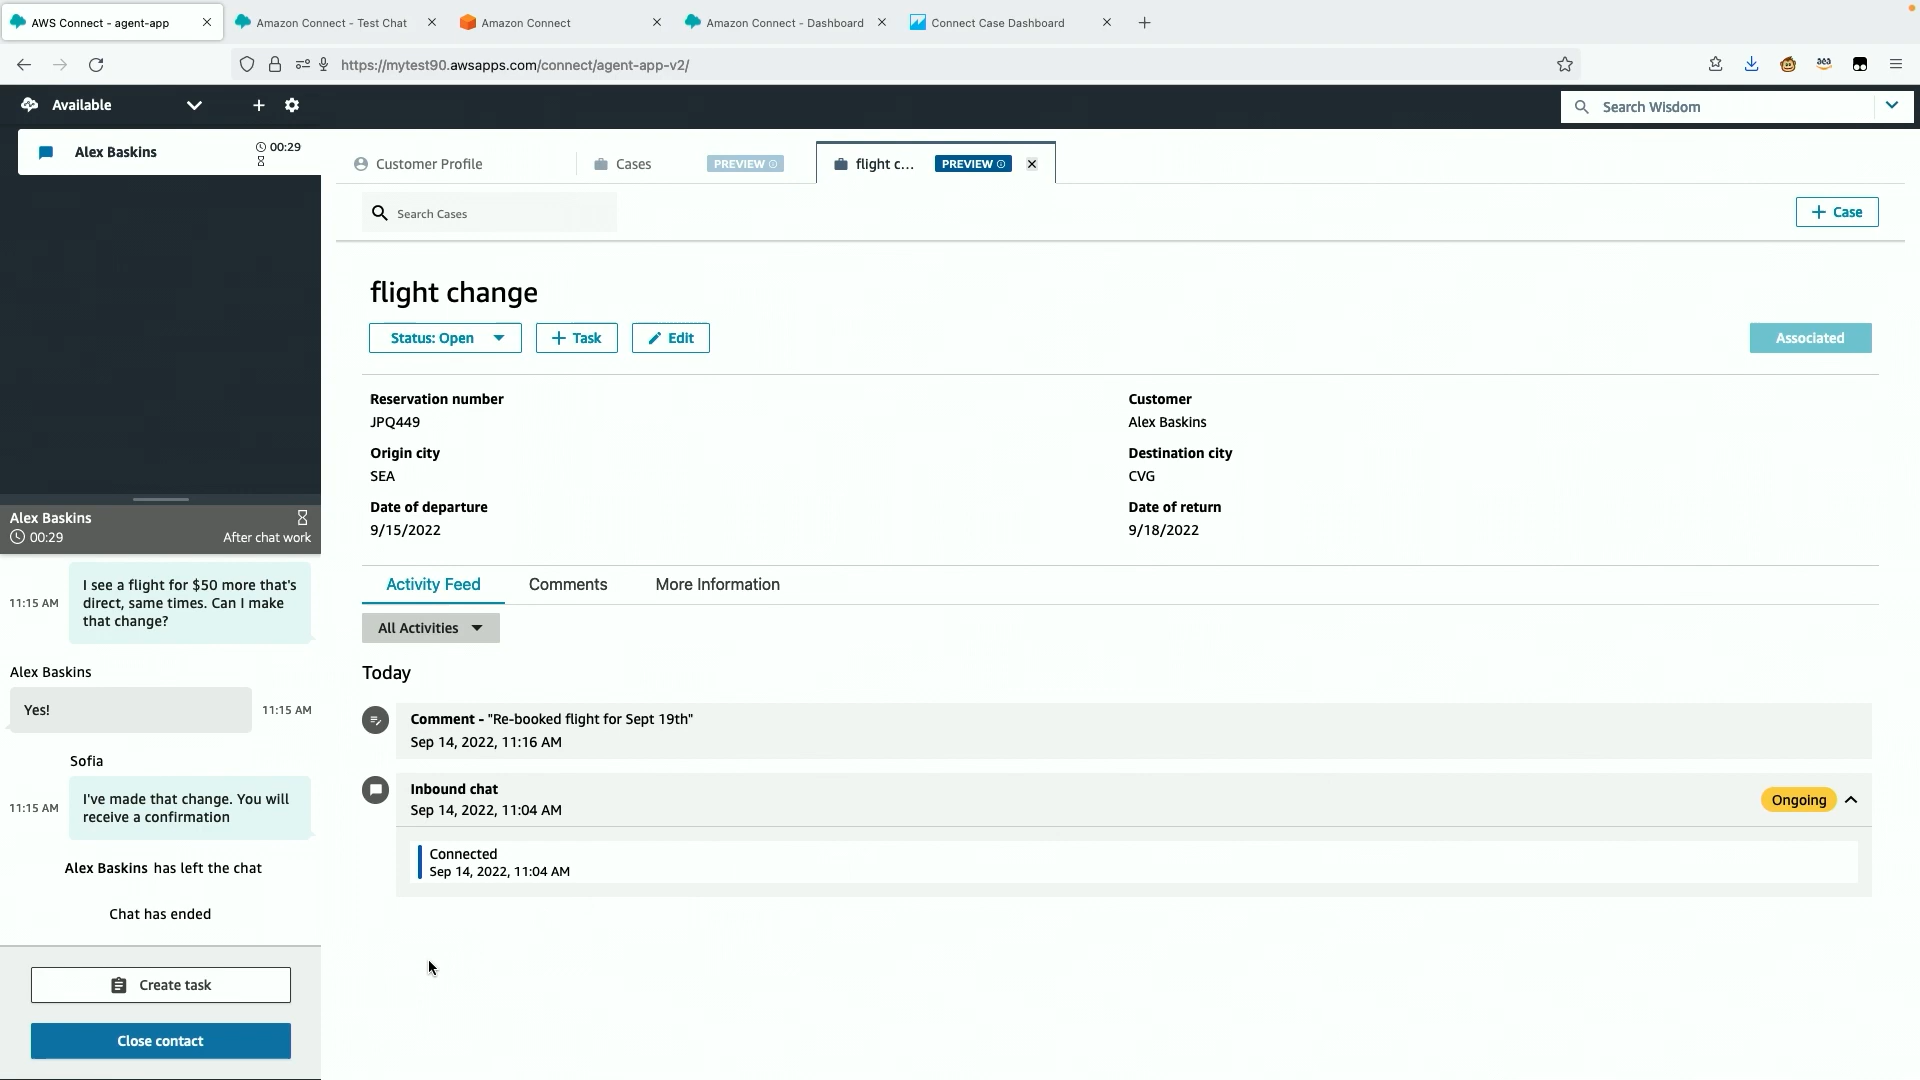 AWS Connect - agent-app
Amazon Connect - Test Chat
Amazon Connect
Amazon Connect - Dashboard
Connect Case Dashboard
https://mytest90.awsapps.com/connect/agent-app-v2/
aea
Available
Search Wisdom
Alex Baskins
00:29
Customer Profile
Cases
PREVIEW
flight c...
PREVIEW
Search Cases
+ Case
flight change
Status: Open
+ Task
Edit
Associated
Reservation number
JPQ449
Customer
Alex Baskins
Origin city
SEA
Destination city
CVG
Date of departure
9/15/2022
Date of return
9/18/2022
Alex Baskins
00:29
After chat work
I see a flight for $50 more that's
direct, same times. Can I make
that change?
11:15 AM
Alex Baskins
Yes!
11:15 AM
Sofia
I've made that change. You will
receive a confirmation
11:15 AM
Alex Baskins has left the chat
Chat has ended
Create task
Close contact
Activity Feed
Comments
More Information
All Activities
Today
Comment - "Re-booked flight for Sept 19th"
Sep 14, 2022, 11:16 AM
Inbound chat
Sep 14, 2022, 11:04 AM
Ongoing
Connected
Sep 14, 2022, 11:04 AM